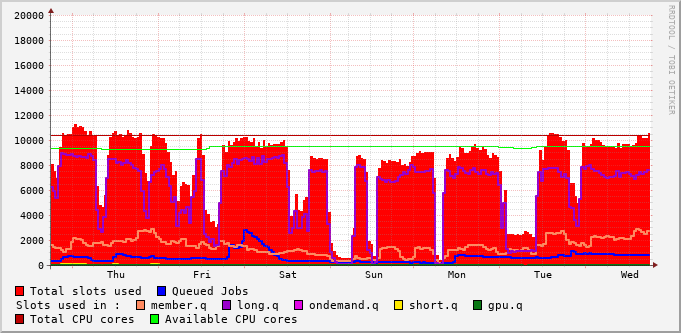 20000
18000
16000
14000
12000
10000
8000
6000
4000
2000
0
Thu Fri Sat Sun Mon Tue Wed
RRDTOOL / TOBI OETIKER
Total slots used Queued Jobs
Slots used in : member.q long.q ondemand.q short.q gpu.q
Total CPU cores Available CPU cores